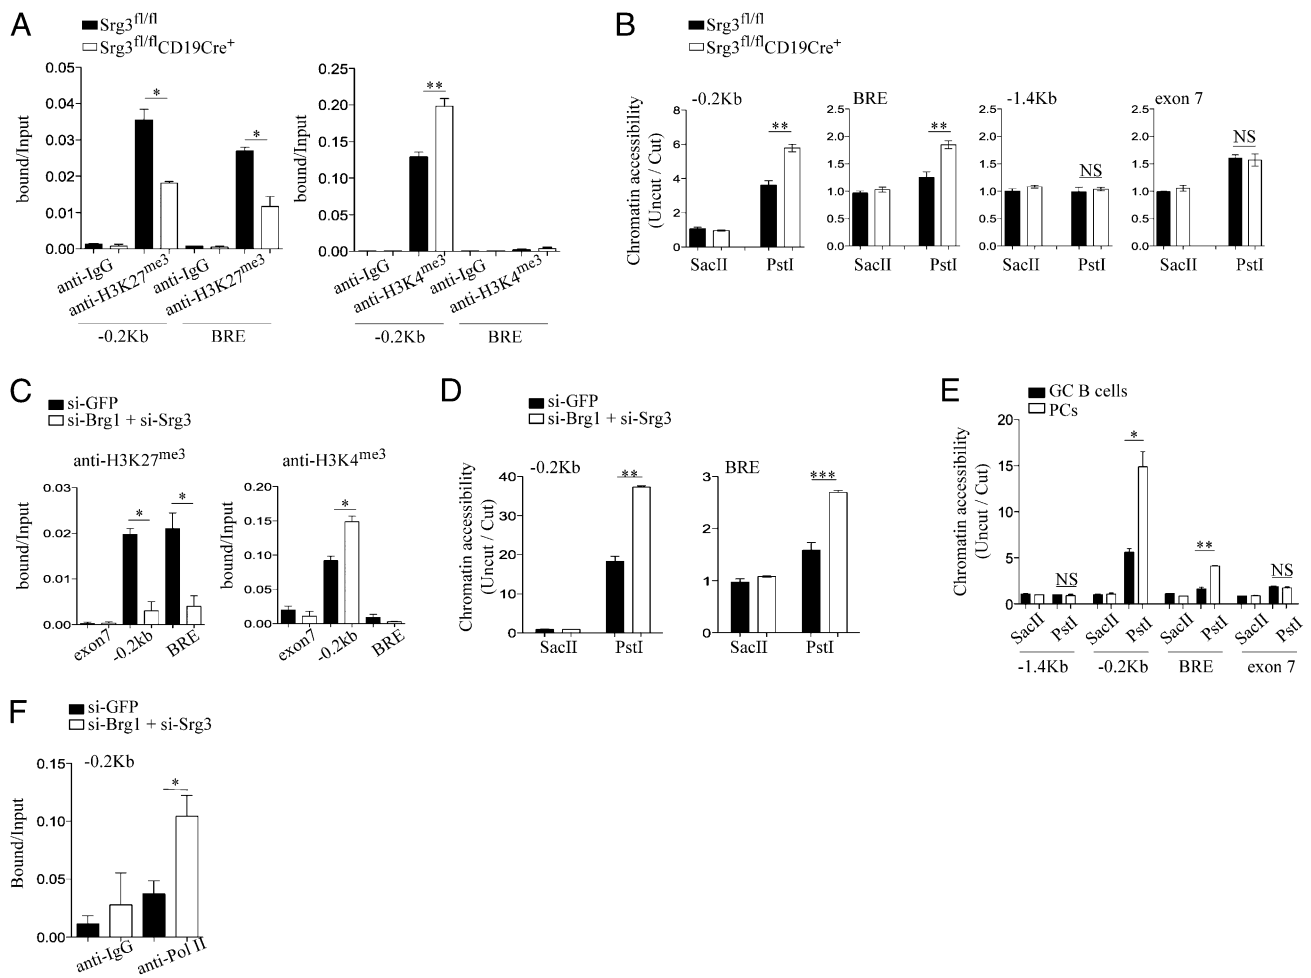 A
Srg3fl/fl
Srg3fl/flCD19Cre+
bound/Input
0.05
0.04
0.03
0.02
0.01
0.00
*
*
anti-IgG
anti-H3K27me3
anti-IgG
anti-H3K27me3
-0.2Kb
BRE
bound/Input
0.25
0.20
0.15
0.10
0.05
0.00
**
anti-IgG
anti-H3K4me3
anti-IgG
anti-H3K4me3
-0.2Kb
BRE
B
Srg3fl/fl
Srg3fl/flCD19Cre+
Chromatin accessibility
(Uncut / Cut)
-0.2Kb
8
6
4
2
**
SacII
PstI
BRE
2.5
2.0
1.5
1.0
0.5
0.0
**
SacII
PstI
-1.4Kb
2.5
2.0
1.5
1.0
0.5
0.0
NS
SacII
PstI
exon 7
2.5
2.0
1.5
1.0
0.5
0.0
NS
SacII
PstI
C
si-GFP
si-Brg1 + si-Srg3
anti-H3K27me3
bound/Input
0.03
0.02
0.001
0.00
*
*
exon7
-0.2kb
BRE
anti-H3K4me3
bound/Input
0.20
0.15
0.10
0.05
0.00
*
exon7
-0.2kb
BRE
D
si-GFP
si-Brg1 + si-Srg3
Chromatin accessibility
(Uncut / Cut)
-0.2Kb
40
30
20
10
0
**
SacII
PstI
BRE
3
2
1
0
***
SacII
PstI
E
GC B cells
PCs
Chromatin accessibility
(Uncut / Cut)
20
15
10
5
0
NS
*
**
NS
SacII
PstI
SacII
PstI
SacII
PstI
SacII
PstI
-1.4Kb
-0.2Kb
BRE
exon 7
F
si-GFP
si-Brg1 + si-Srg3
-0.2Kb
Bound/Input
0.15
0.10
0.05
0.00
*
anti-IgG
anti-Pol II